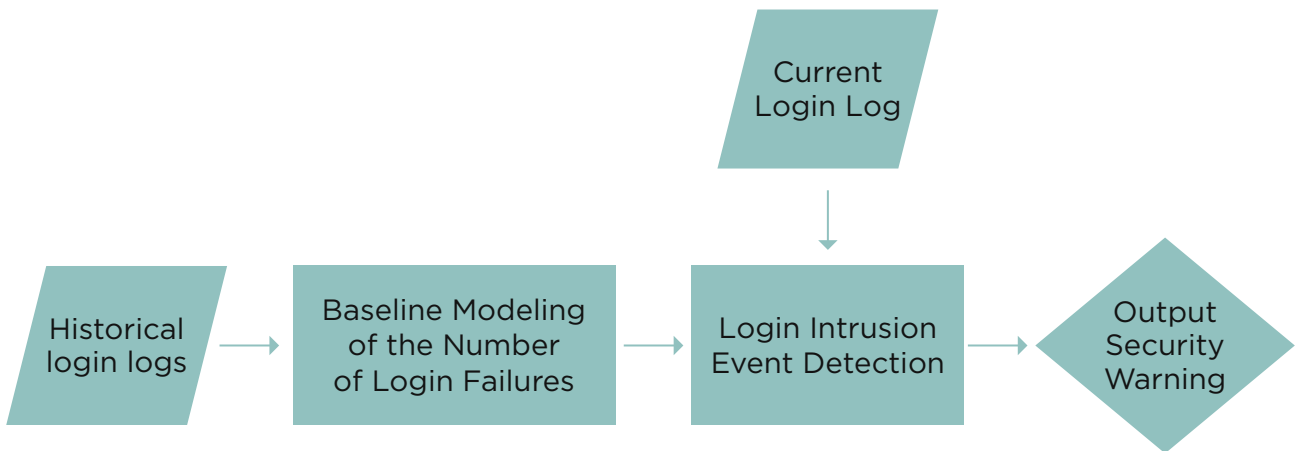 Current
Login Log
Historical
login logs
Baseline Modeling
of the Number
of Login Failures
Login Intrusion
Event Detection
Output
Security
Warning